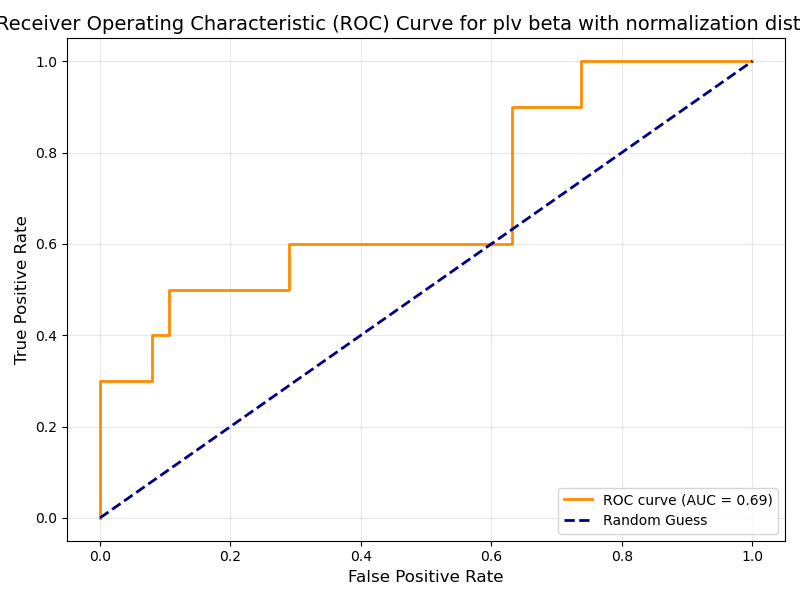 Receiver Operating Characteristic (ROC) Curve for plv beta with normalization dist
1.0
0.8
0.6
0.4
0.2
0.0
True Positive Rate
0.0 0.2 0.4 0.6 0.8 1.0
False Positive Rate
ROC curve (AUC = 0.69)
Random Guess